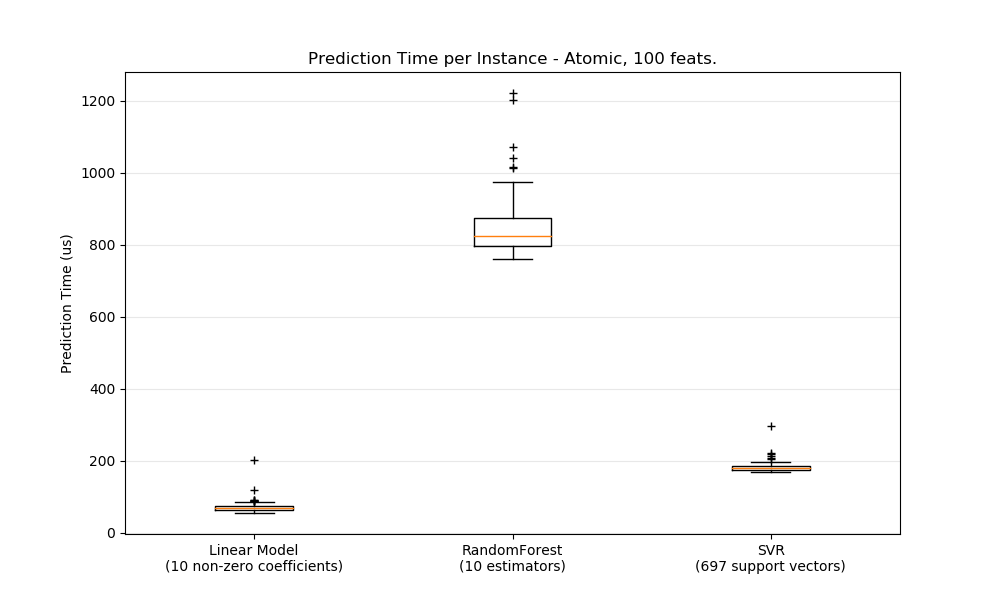 Prediction Time per Instance - Atomic, 100 feats.
Prediction Time (us)
1200
1000
800
600
400
200
0
Linear Model
(10 non-zero coefficients)
RandomForest
(10 estimators)
SVR
(697 support vectors)